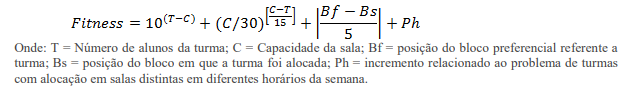 Fitness = 10^(T−C) + (C/30)^[C−T/15] + |Bf − Bs/5| + Ph
Onde: T = Número de alunos da turma; C = Capacidade da sala; Bf = posição do bloco preferencial referente a
turma; Bs = posição do bloco em que a turma foi alocada; Ph = incremento relacionado ao problema de turmas
com alocação em salas distintas em diferentes horários da semana.